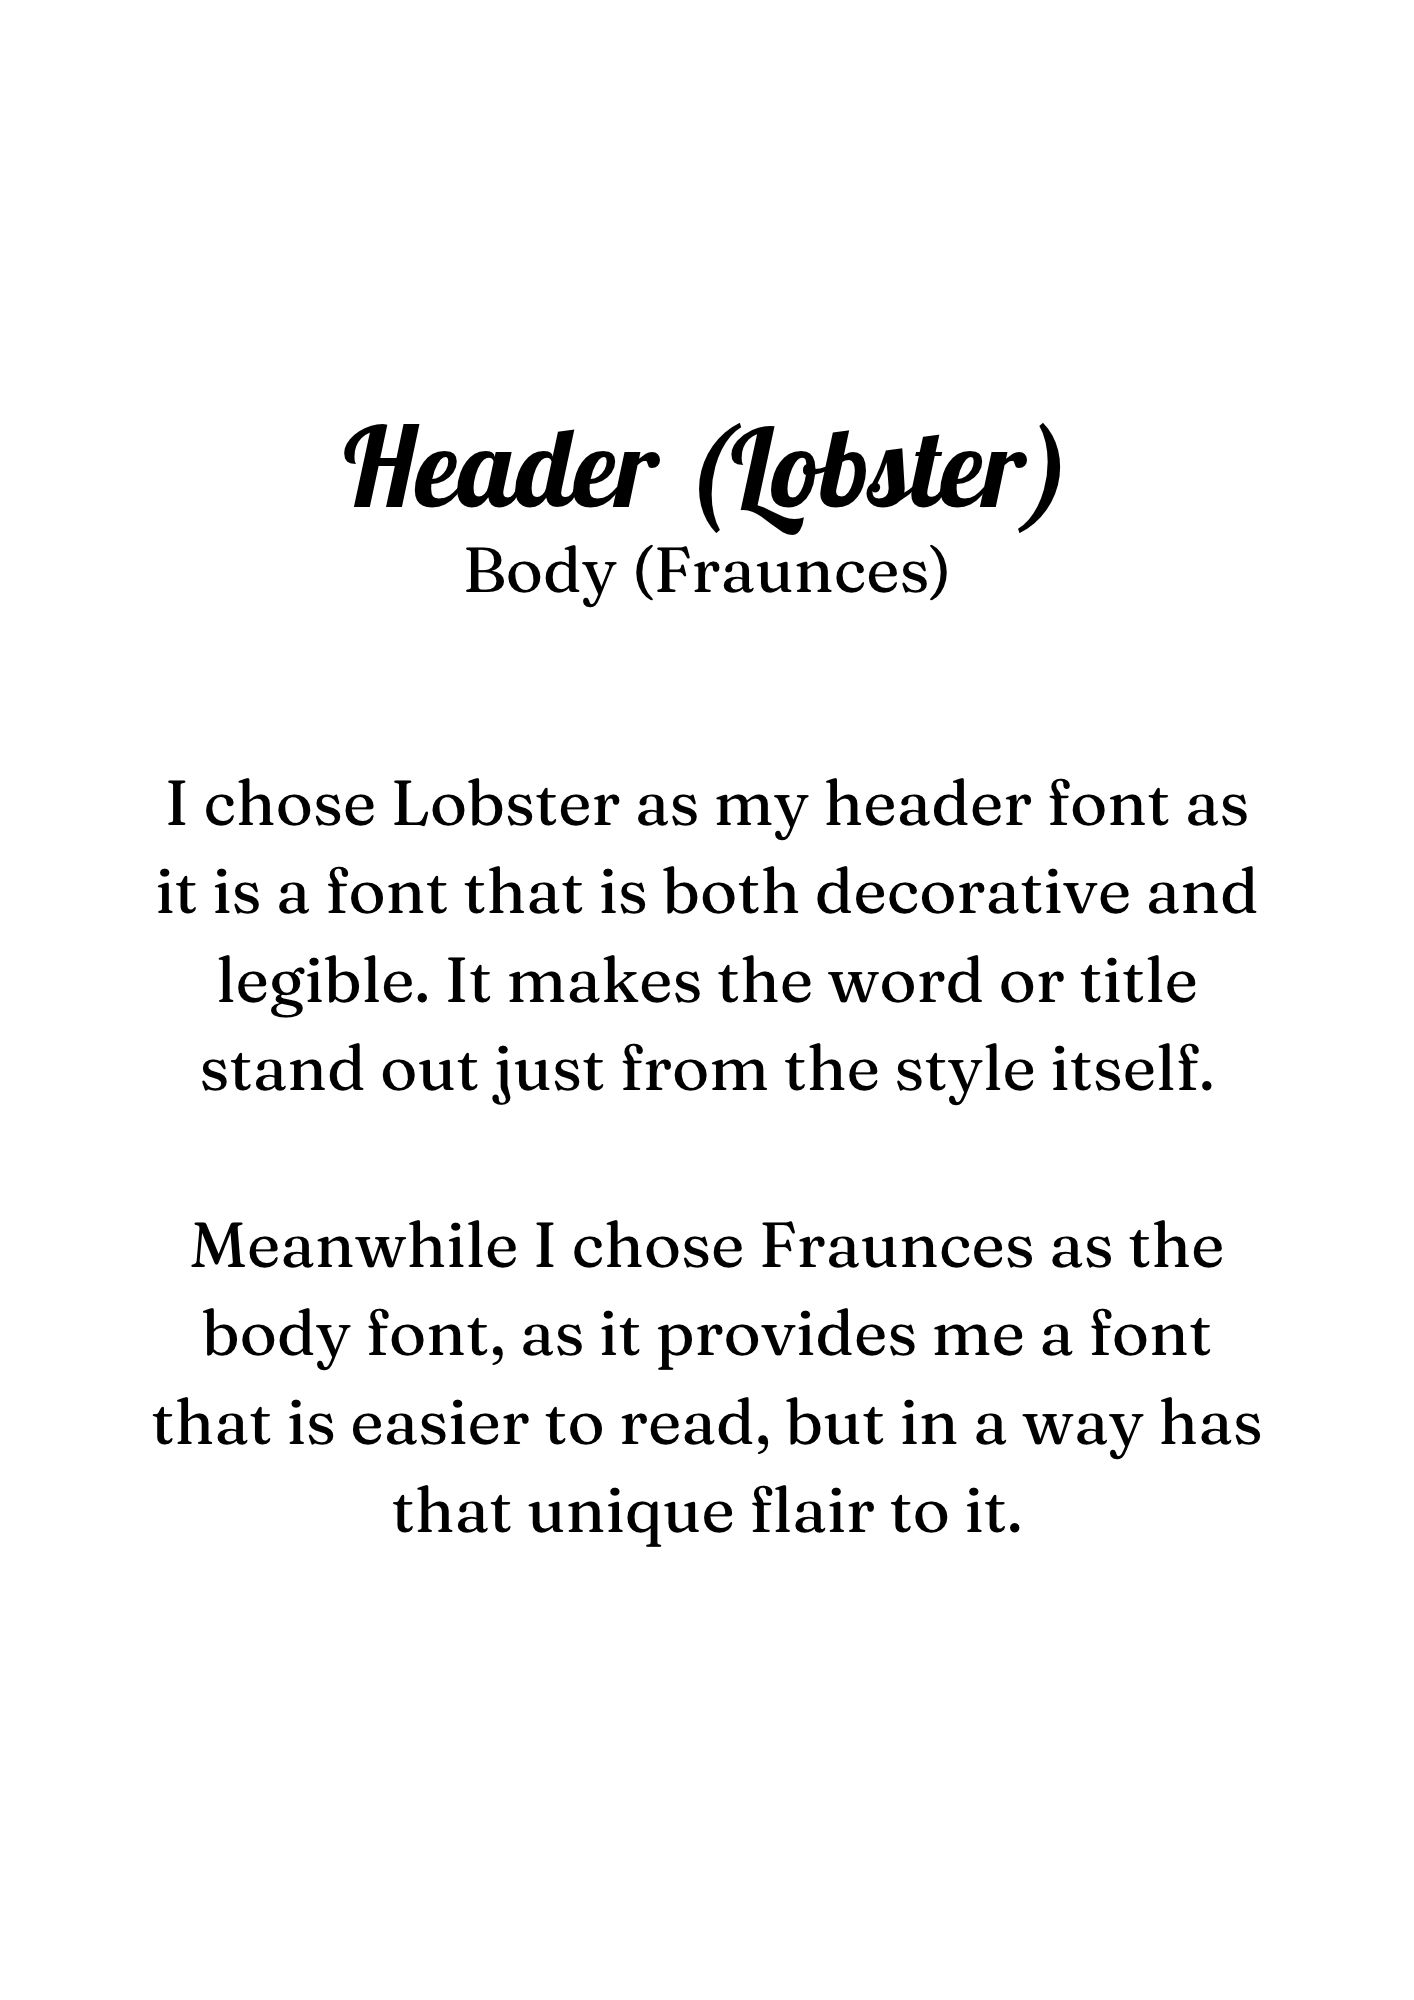 Header (Lobster)
Body (Fraunces)
I chose Lobster as my header font as
it is a font that is both decorative and
legible. It makes the word or title
stand out just from the style itself.
Meanwhile I chose Fraunces as the
body font, as it provides me a font
that is easier to read, but in a way has
that unique flair to it.